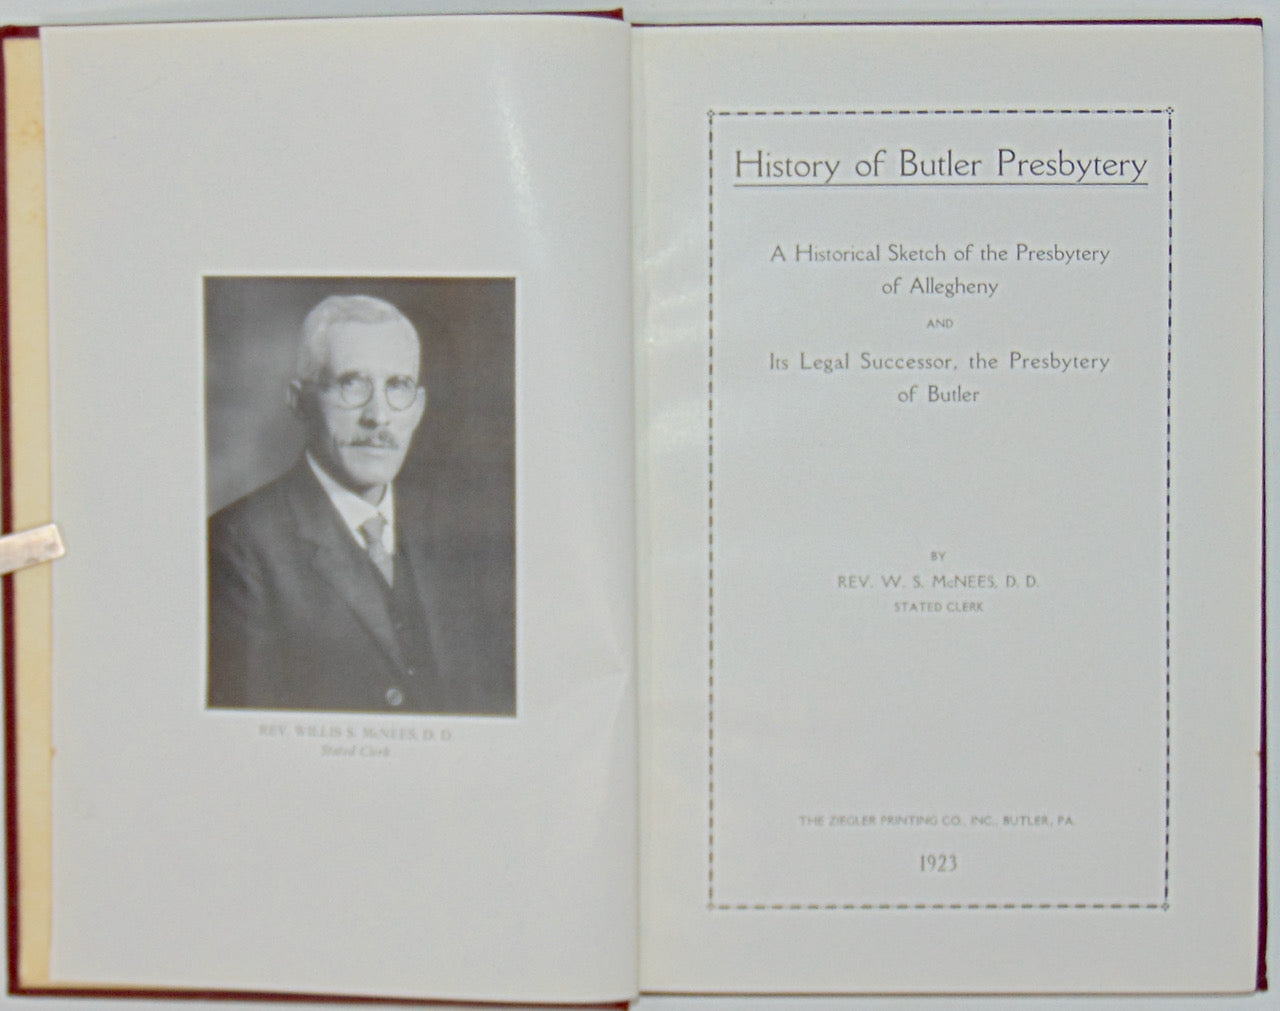 REV. WILLIS S. McNEES, D. D.
Stated Clerk
History of Butler Presbytery
A Historical Sketch of the Presbytery
of Allegheny
AND
Its Legal Successor, the Presbytery
of Butler
BY
REV. W. S. McNEES, D. D.
STATED CLERK
THE ZIEGLER PRINTING CO., INC., BUTLER, PA.
1923